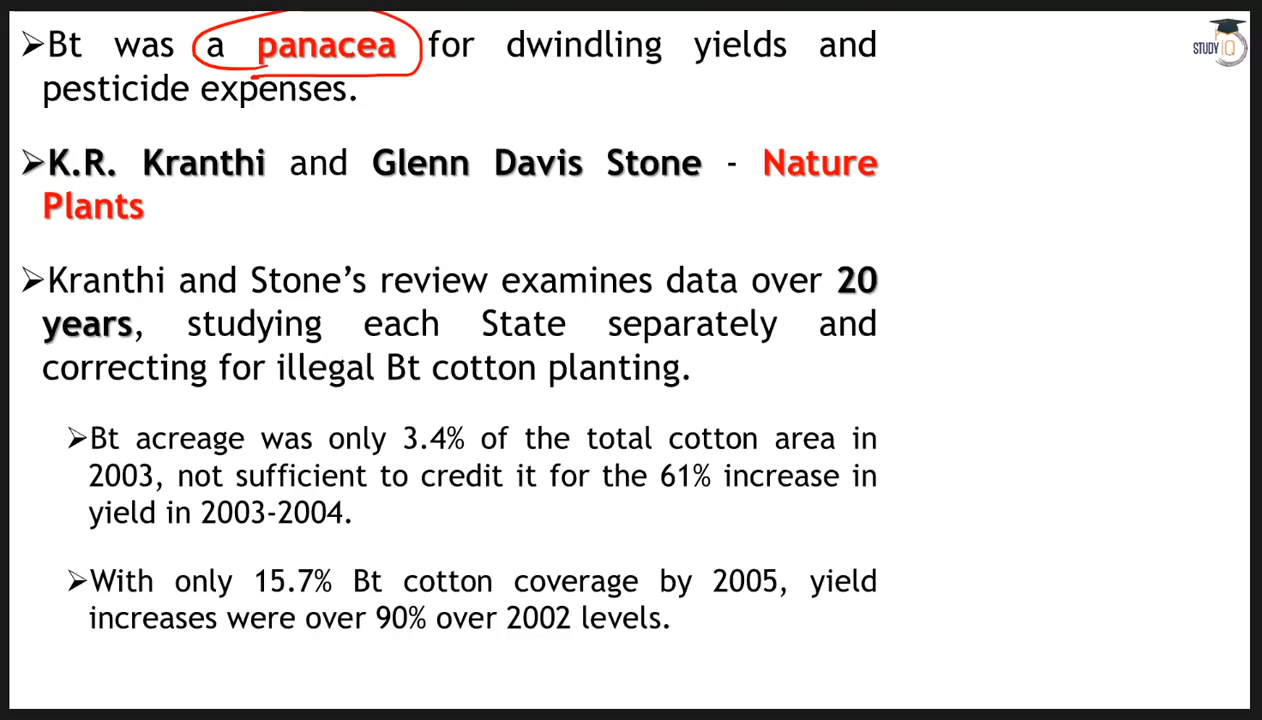 ➢Bt was a panacea for dwindling yields and
pesticide expenses.
➢K.R. Kranthi and Glenn Davis Stone - Nature
Plants
➢Kranthi and Stone’s review examines data over 20
years, studying each State separately and
correcting for illegal Bt cotton planting.
➢Bt acreage was only 3.4% of the total cotton area in
2003, not sufficient to credit it for the 61% increase in
yield in 2003-2004.
➢With only 15.7% Bt cotton coverage by 2005, yield
increases were over 90% over 2002 levels.
STUDY IQ